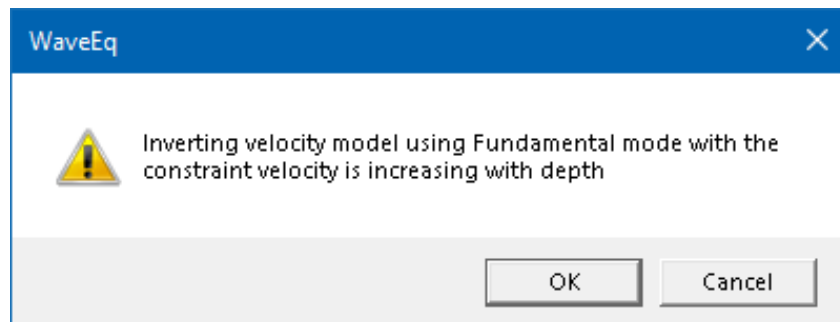 WaveEq
Inverting velocity model using Fundamental mode with the
constraint velocity is increasing with depth
OK
Cancel